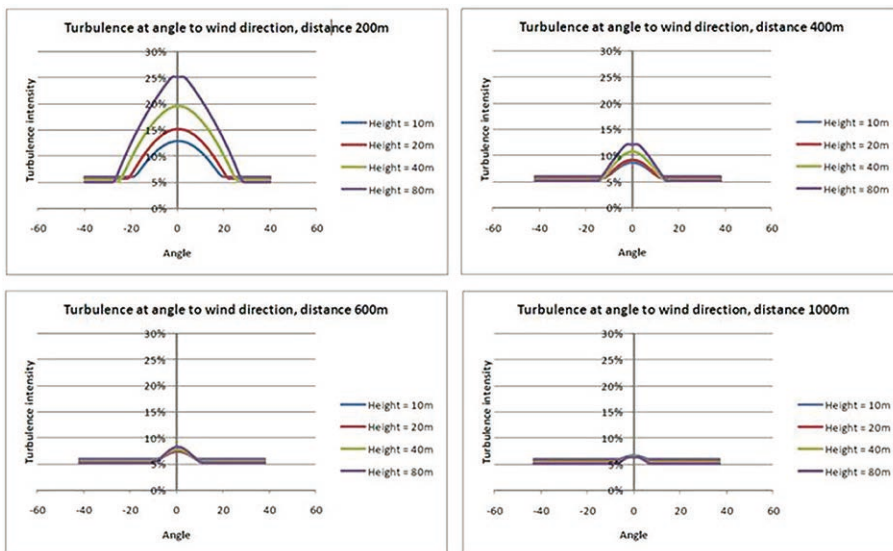 Turbulence at angle to wind direction, distance 200m
Turbulence intensity
30%
25%
20%
15%
10%
5%
0%
-60 -40 -20 0 20 40 60
Angle
Height = 10m
Height = 20m
Height = 40m
Height = 80m
Turbulence at angle to wind direction, distance 400m
Turbulence intensity
30%
25%
20%
15%
10%
5%
0%
-60 -40 -20 0 20 40 60
Angle
Height = 10m
Height = 20m
Height = 40m
Height = 80m
Turbulence at angle to wind direction, distance 600m
Turbulence intensity
30%
25%
20%
15%
10%
5%
0%
-60 -40 -20 0 20 40 60
Angle
Height = 10m
Height = 20m
Height = 40m
Height = 80m
Turbulence at angle to wind direction, distance 1000m
Turbulence intensity
30%
25%
20%
15%
10%
5%
0%
-60 -40 -20 0 20 40 60
Angle
Height = 10m
Height = 20m
Height = 40m
Height = 80m